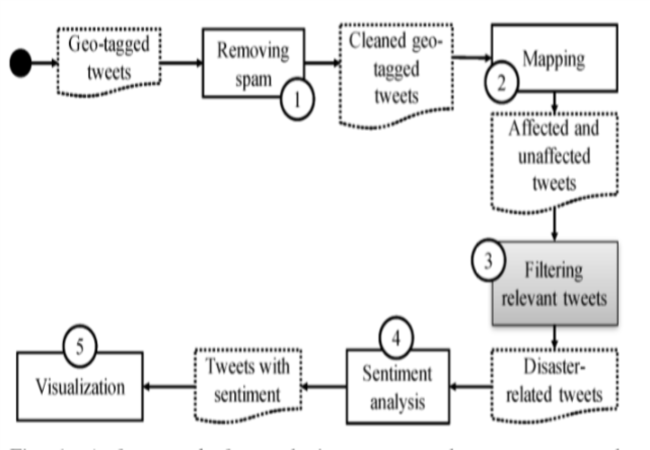 Geo-tagged
tweets
Removing
spam
1
Cleaned geo-
tagged
tweets
Mapping
2
Affected and
unaffected
tweets
3
Filtering
relevant tweets
Disaster-
related tweets
4
Sentiment
analysis
Tweets with
sentiment
5
Visualization